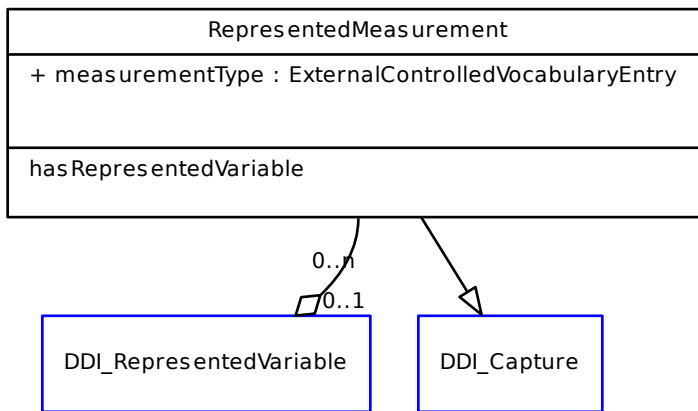 RepresentedMeasurement
+ measurementType : ExternalControlledVocabularyEntry
hasRepresentedVariable
0..n
0..1
DDI_RepresentedVariable
DDI_Capture